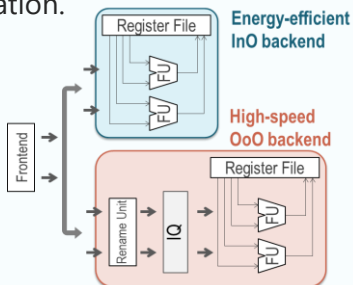 ation.
Register File
FU
FU
Energy-efficient
InO backend
High-speed
OoO backend
Frontend
Register File
Rename Unit
IQ
FU
FU